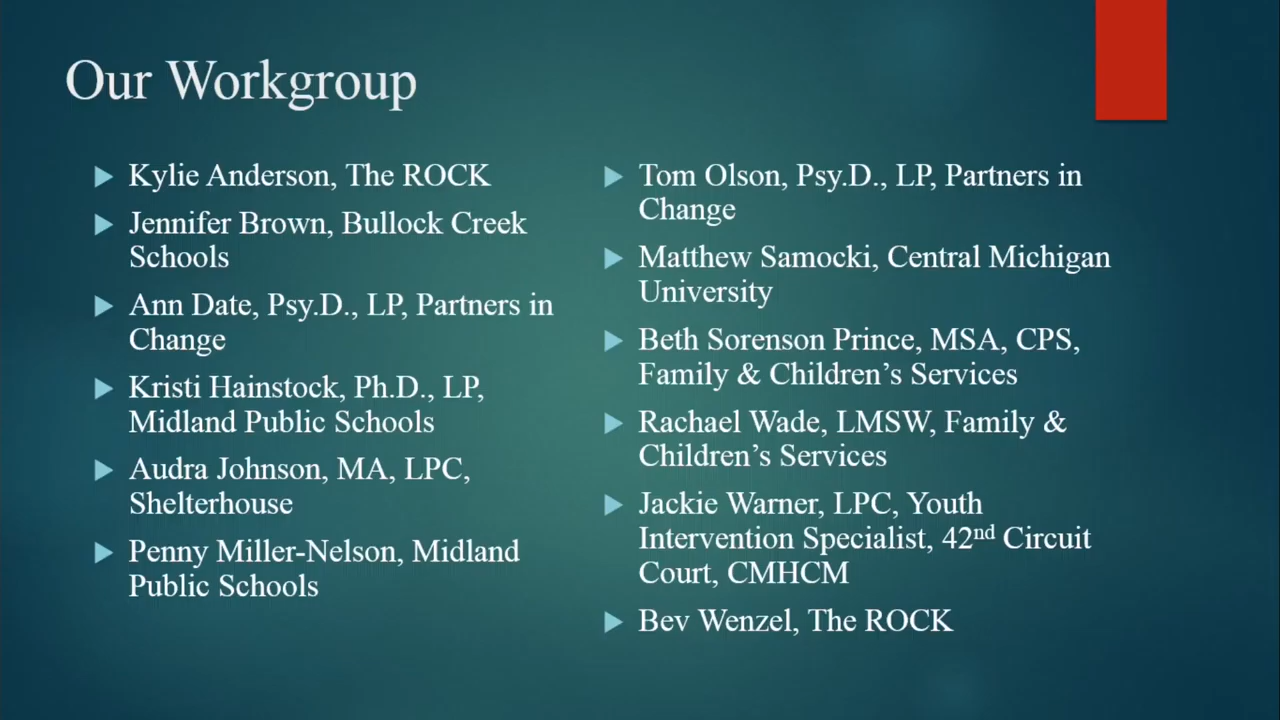 Our Workgroup
Kylie Anderson, The ROCK
Jennifer Brown, Bullock Creek
Schools
Ann Date, Psy.D., LP, Partners in
Change
Kristi Hainstock, Ph.D., LP,
Midland Public Schools
Audra Johnson, MA, LPC,
Shelterhouse
Penny Miller-Nelson, Midland
Public Schools
Tom Olson, Psy.D., LP, Partners in
Change
Matthew Samocki, Central Michigan
University
Beth Sorenson Prince, MSA, CPS,
Family & Children’s Services
Rachael Wade, LMSW, Family &
Children’s Services
Jackie Warner, LPC, Youth
Intervention Specialist, 42nd Circuit
Court, CMHCM
Bev Wenzel, The ROCK